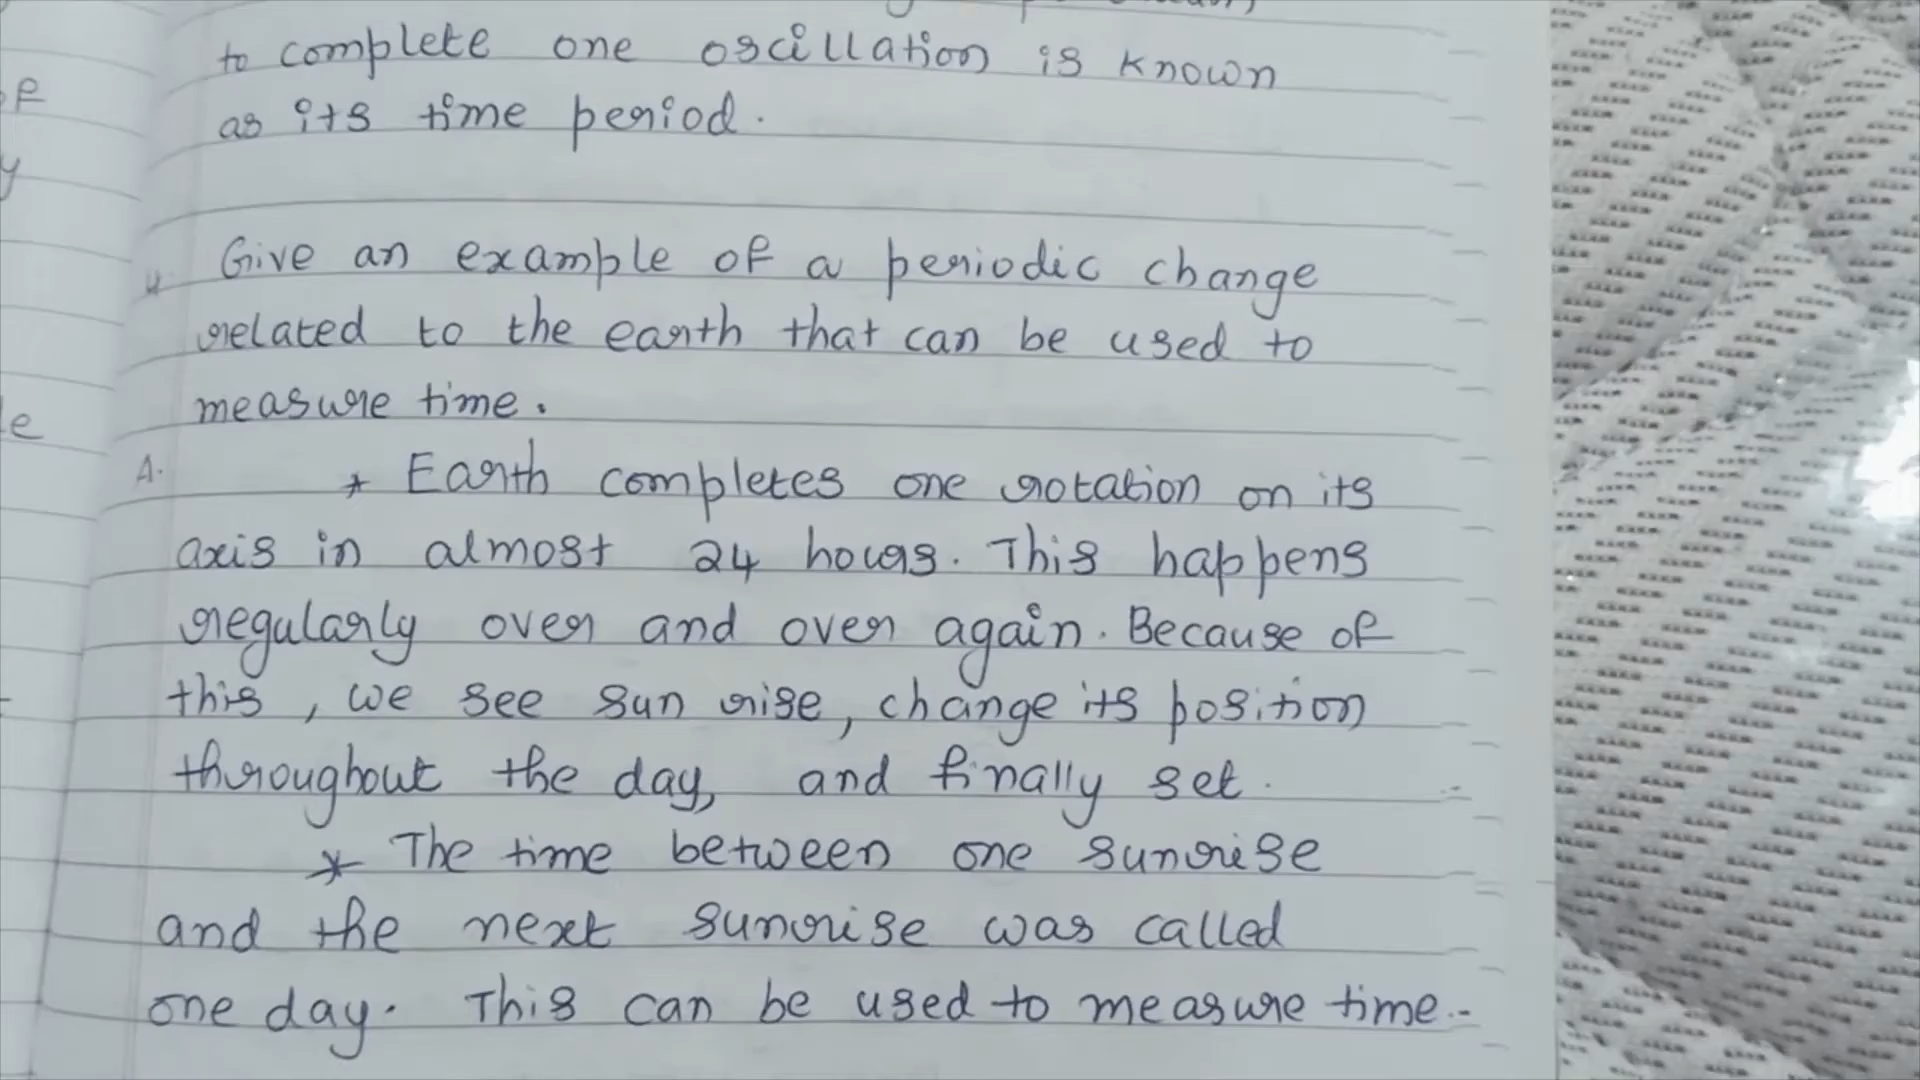 to complete one oscillation is known
as its time period.
Give an example of a periodic change
related to the earth that can be used to
measure time.
A. * Earth completes one rotation on its
axis in almost 24 hours. This happens
regularly over and over again. Because of
this, we see sun rise, change its position
throughout the day, and finally set.
* The time between one sunrise
and the next sunrise was called
one day. This can be used to measure time.